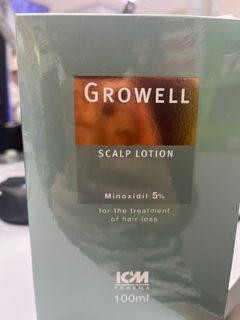 GROWELL
SCALP LOTION
Minoxidil 5%
for the treatment
of hair loss
ICM
PHARMA
100ml